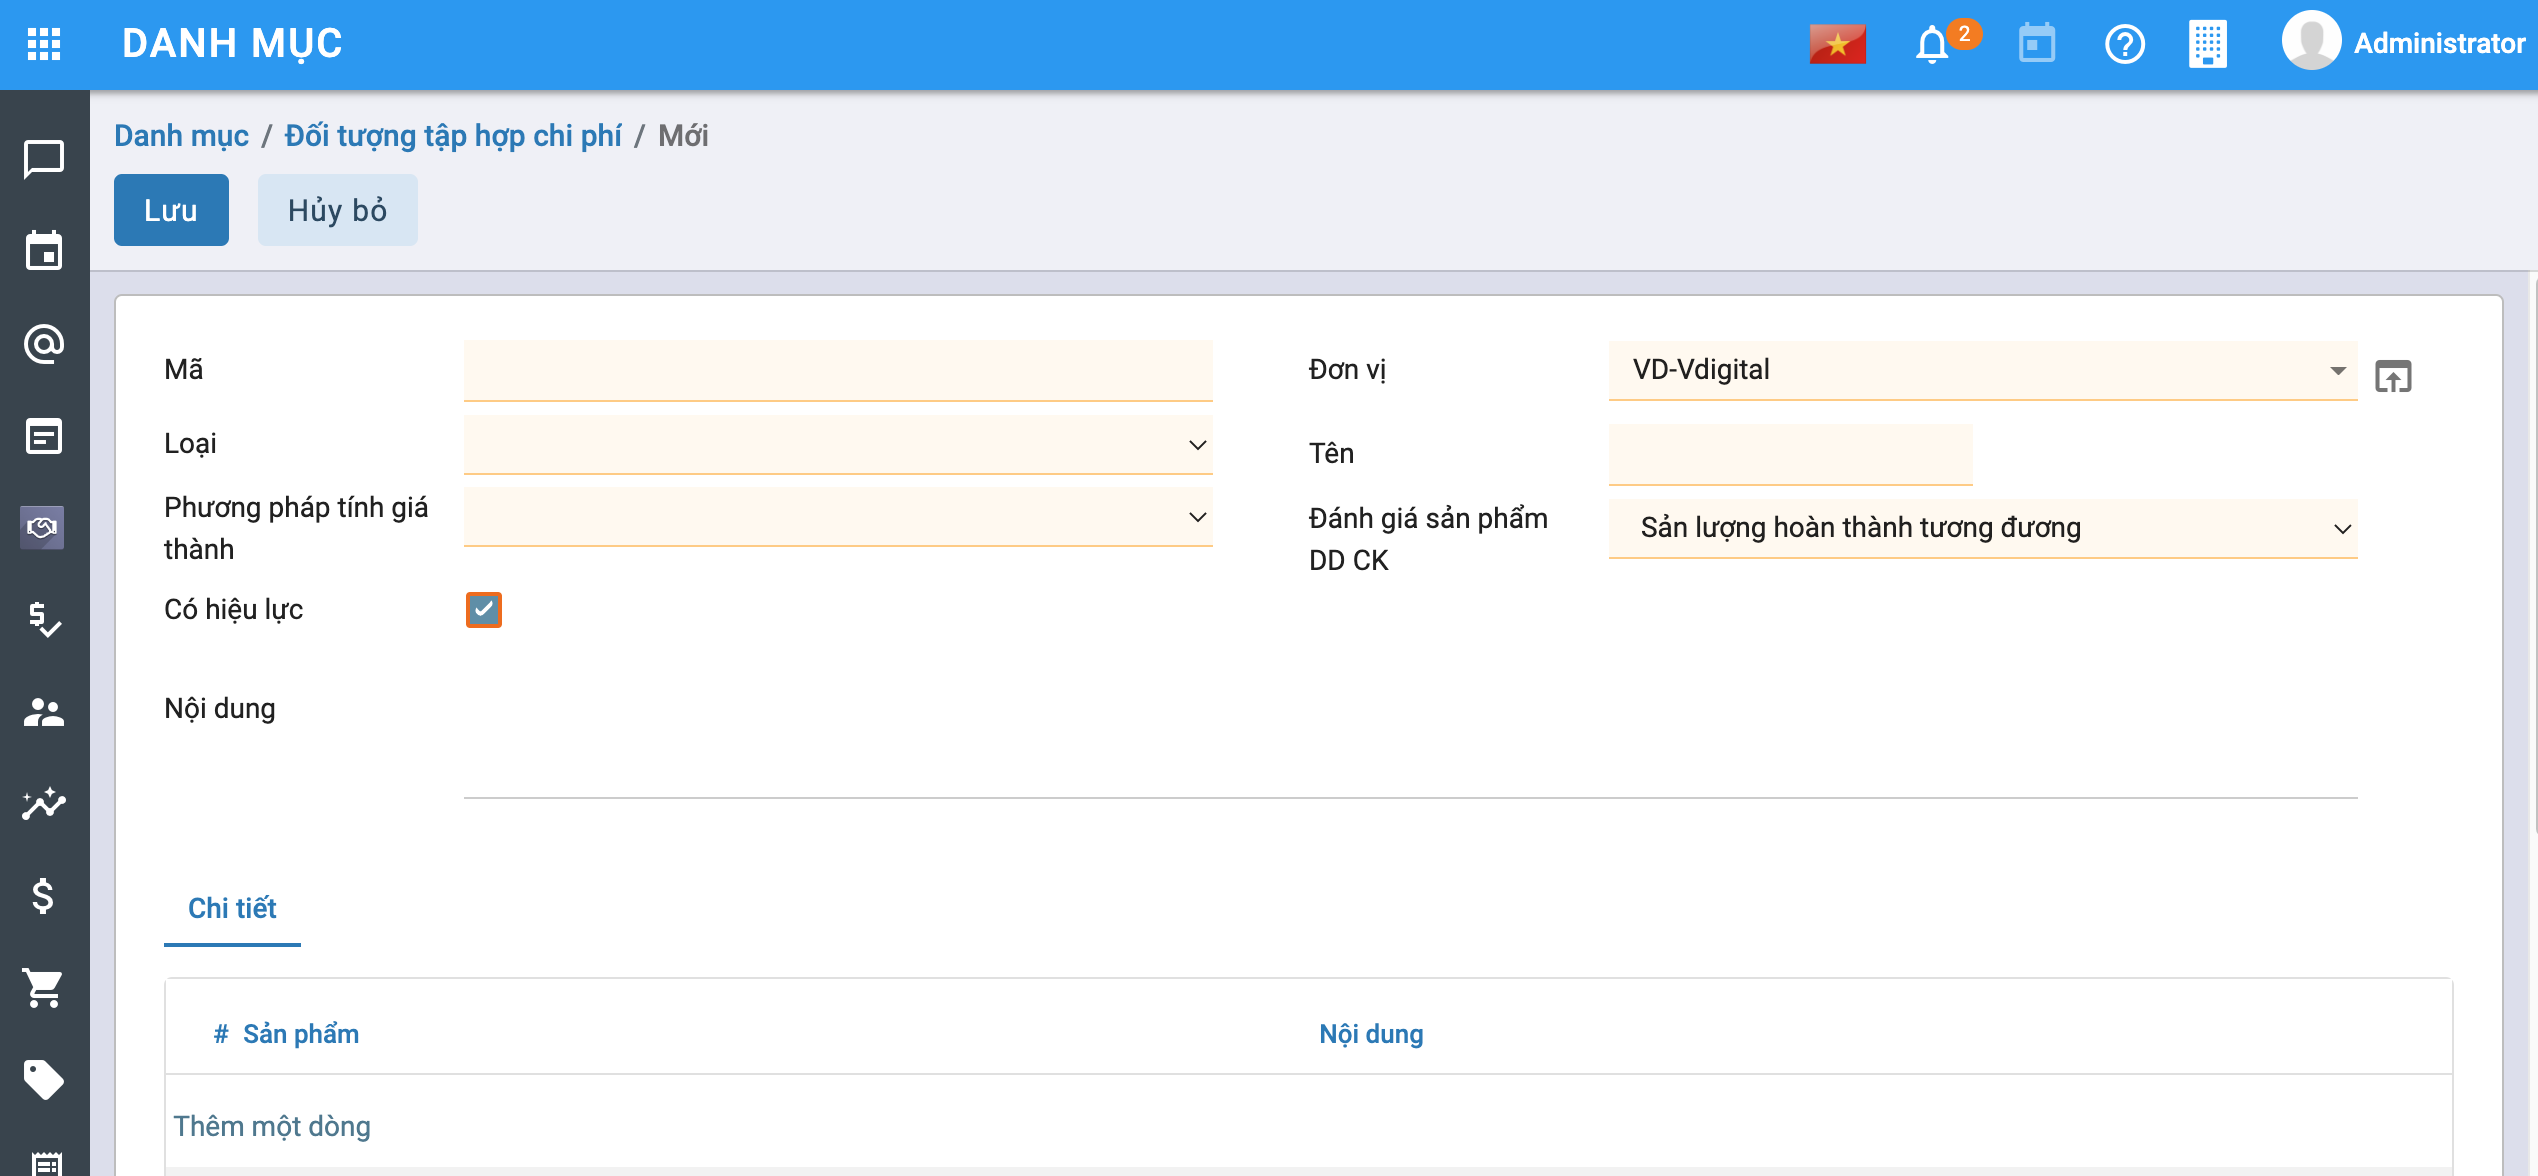 DANH MỤC
2
Administrator
Danh mục / Đối tượng tập hợp chi phí / Mới
Lưu
Hủy bỏ
Mã
Đơn vị
VD-Vdigital
Loại
Tên
Phương pháp tính giá
thành
Đánh giá sản phẩm
DD CK
Sản lượng hoàn thành tương đương
Có hiệu lực
Nội dung
Chi tiết
# Sản phẩm
Nội dung
Thêm một dòng